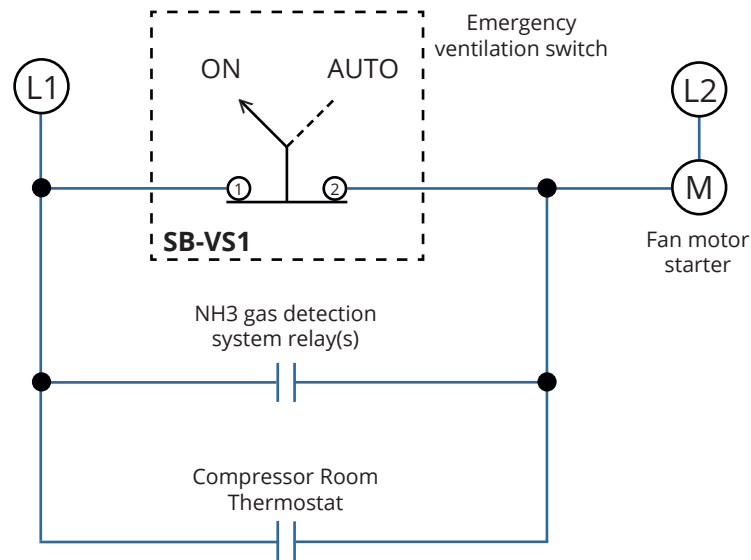 Emergency
ventilation switch
ON
AUTO
L1
L2
1
2
M
SB-VS1
Fan motor
starter
NH3 gas detection
system relay(s)
Compressor Room
Thermostat